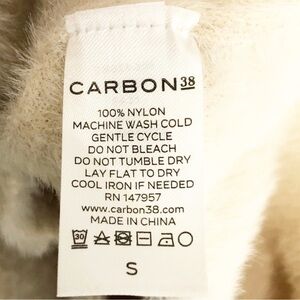 CARBON38
100% NYLON
MACHINE WASH COLD
GENTLE CYCLE
DO NOT BLEACH
DO NOT TUMBLE DRY
LAY FLAT TO DRY
COOL IRON IF NEEDED
RN 147957
www.carbon38.com
MADE IN CHINA
30
S